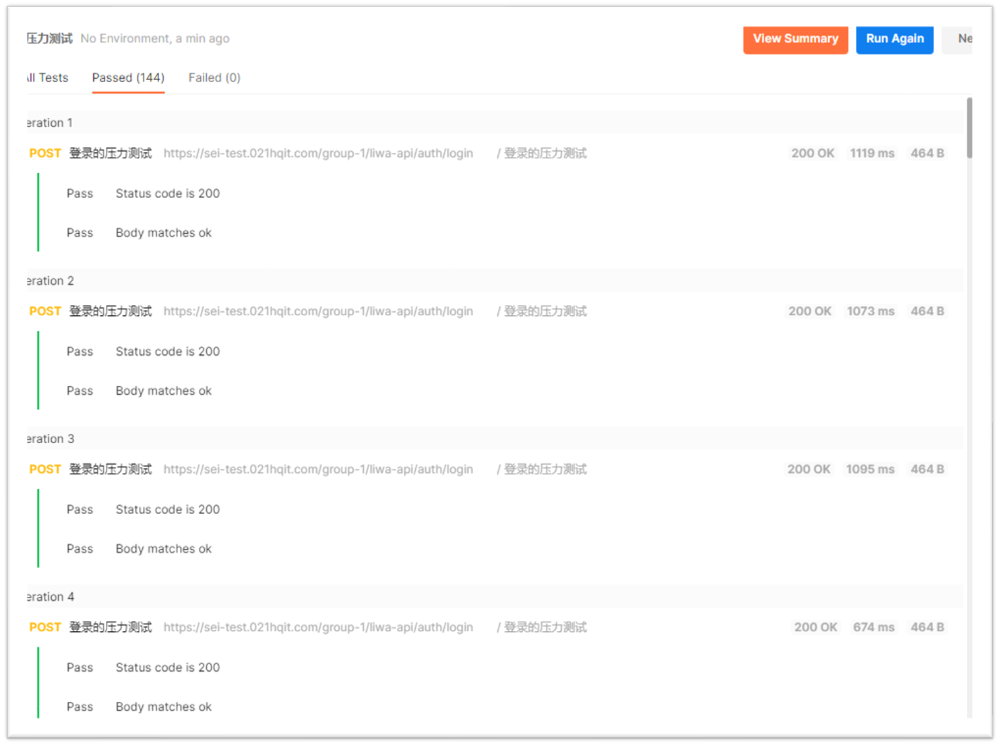 压力测试 No Environment, a min ago View Summary Run Again Ne
ll Tests Passed (144) Failed (0)
eration 1
POST 登录的压力测试 https://sei-test.021hqit.com/group-1/liwa-api/auth/login / 登录的压力测试 200 OK 1119 ms 464 B
Pass Status code is 200
Pass Body matches ok
eration 2
POST 登录的压力测试 https://sei-test.021hqit.com/group-1/liwa-api/auth/login / 登录的压力测试 200 OK 1073 ms 464 B
Pass Status code is 200
Pass Body matches ok
eration 3
POST 登录的压力测试 https://sei-test.021hqit.com/group-1/liwa-api/auth/login / 登录的压力测试 200 OK 1095 ms 464 B
Pass Status code is 200
Pass Body matches ok
eration 4
POST 登录的压力测试 https://sei-test.021hqit.com/group-1/liwa-api/auth/login / 登录的压力测试 200 OK 674 ms 464 B
Pass Status code is 200
Pass Body matches ok